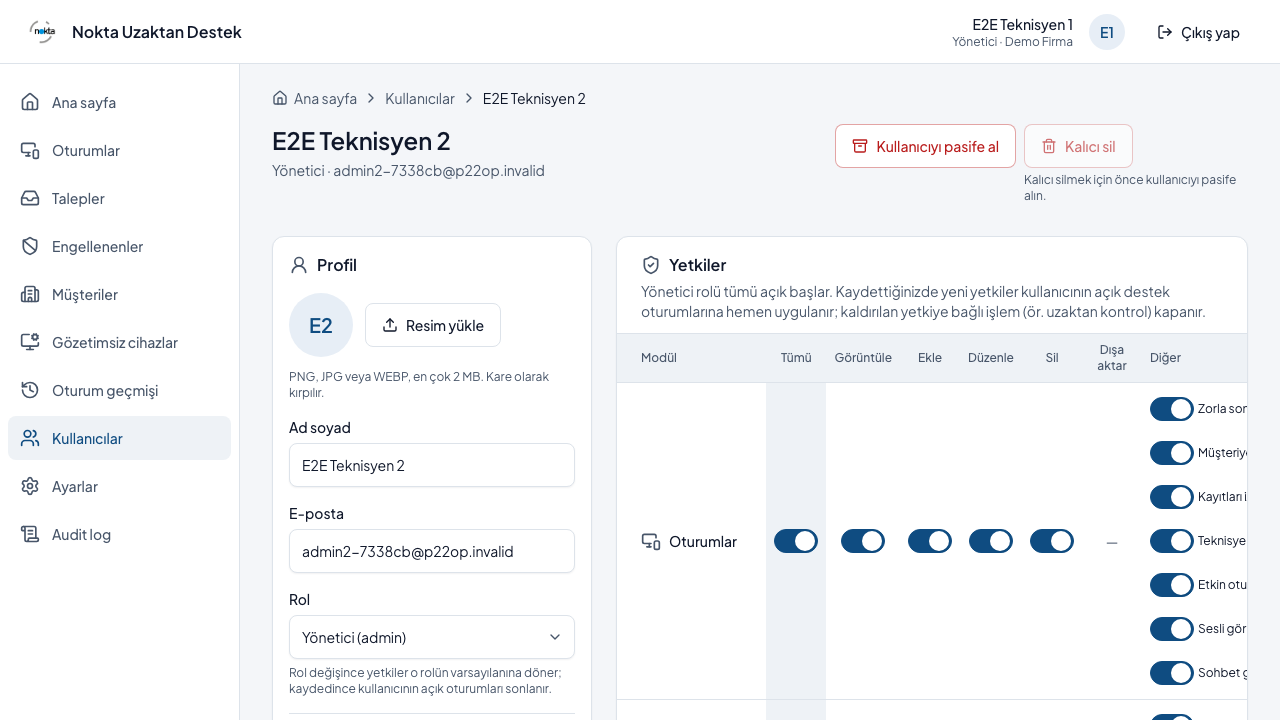 nokta
Nokta Uzaktan Destek
E2E Teknisyen 1
Yönetici · Demo Firma
E1
Çıkış yap
Ana sayfa
Oturumlar
Talepler
Engellenenler
Müşteriler
Gözetimsiz cihazlar
Oturum geçmişi
Kullanıcılar
Ayarlar
Audit log
Ana sayfa
Kullanıcılar
E2E Teknisyen 2
E2E Teknisyen 2
Yönetici · admin2-7338cb@p22op.invalid
Kullanıcıyı pasife al
Kalıcı sil
Kalıcı silmek için önce kullanıcıyı pasife
alın.
Profil
E2
Resim yükle
PNG, JPG veya WEBP, en çok 2 MB. Kare olarak
kırpılır.
Ad soyad
E2E Teknisyen 2
E-posta
admin2-7338cb@p22op.invalid
Rol
Yönetici (admin)
Rol değişince yetkiler o rolün varsayılanına döner;
kaydedince kullanıcının açık oturumları sonlanır.
Yetkiler
Yönetici rolü tümü açık başlar. Kaydettiğinizde yeni yetkiler kullanıcının açık destek
oturumlarına hemen uygulanır; kaldırılan yetkiye bağlı işlem (ör. uzaktan kontrol) kapanır.
Modül
Tümü
Görüntüle
Ekle
Düzenle
Sil
Dışa
aktar
Diğer
Oturumlar
—
Zorla
Kayıtları
Etkin
Sesli
Sohbet